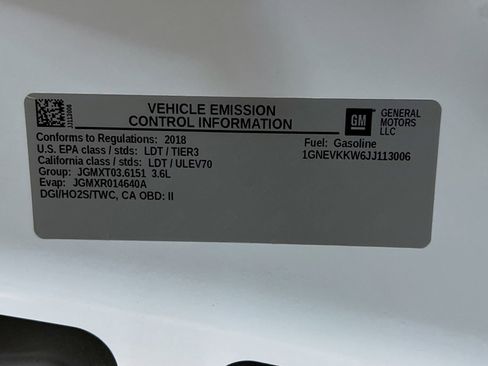 JJ113006
VEHICLE EMISSION
CONTROL INFORMATION
GM
GENERAL
MOTORS
LLC
Conforms to Regulations: 2018
U.S. EPA class / stds: LDT / TIER3
California class / stds: LDT / ULEV70
Group: JGMXT03.6151 3.6L
Evap: JGMXR014640A
DGI/HO2S/TWC, CA OBD: II
Fuel: Gasoline
1GNEVKKW6JJ113006